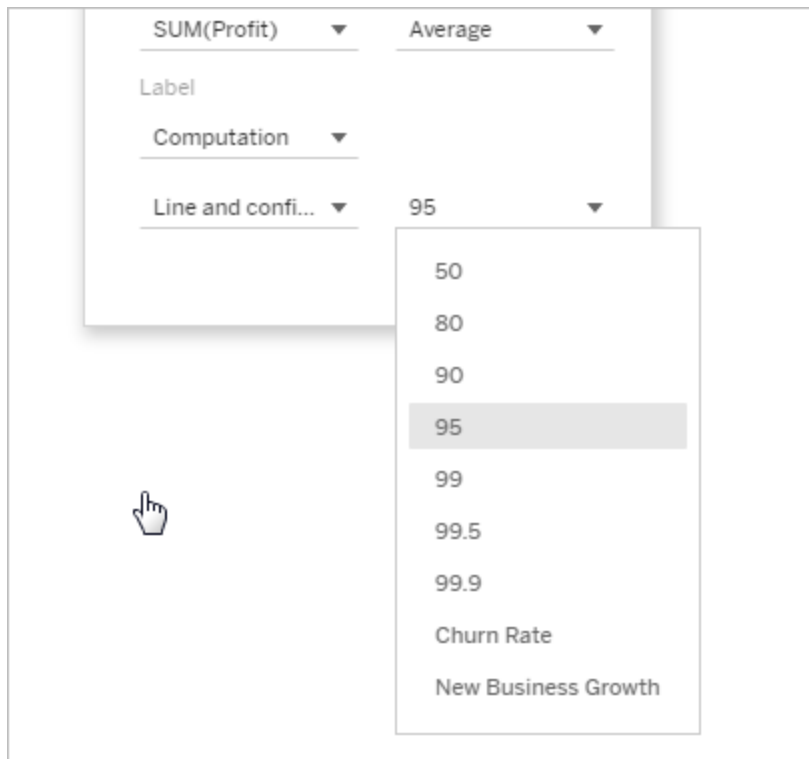 SUM(Profit) Average
Label
Computation
Line and confi... 95
50
80
90
95
99
99.5
99.9
Churn Rate
New Business Growth